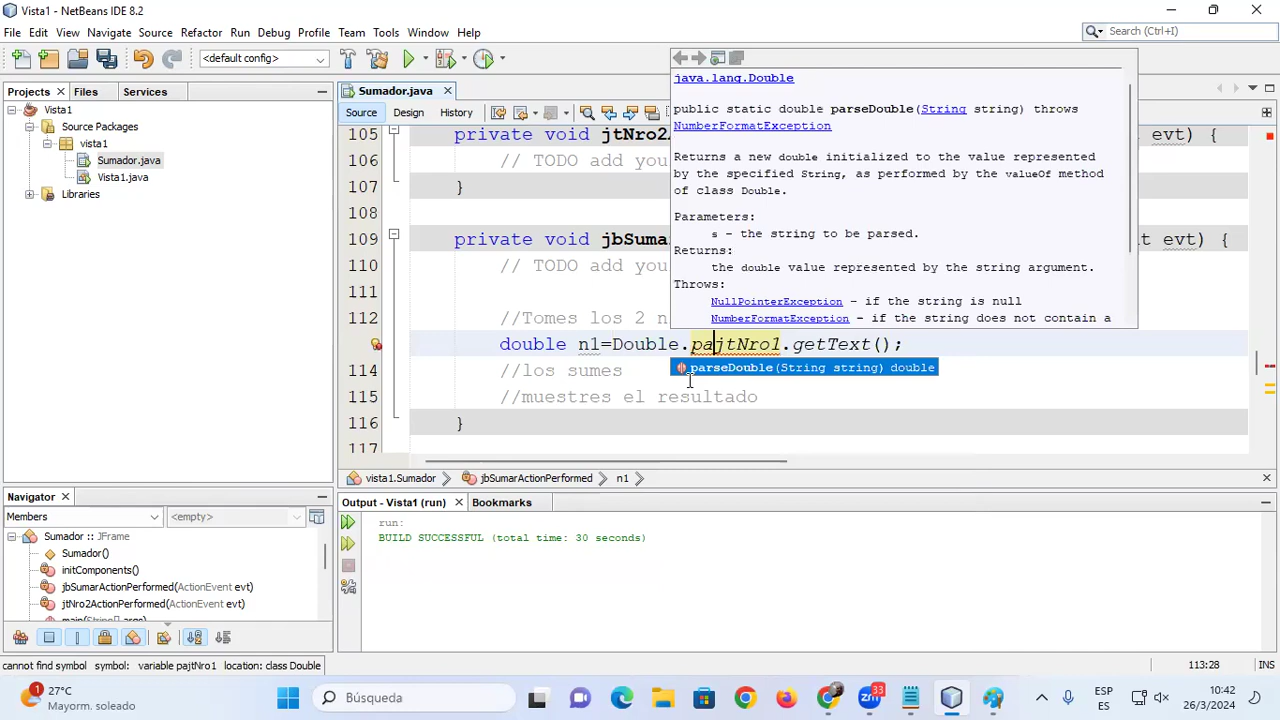 Vista1 - NetBeans IDE 8.2
File Edit View Navigate Source Refactor Run Debug Profile Team Tools Window Help
Search (Ctrl+I)
<default config>
Projects Files Services
Vista1
Source Packages
vista1
Sumador.java
Vista1.java
Libraries
Sumador.java
Source Design History
105 private void jtNro2 evt) {
106 // TODO add you
107 }
108
109 private void jbSuma t evt) {
110 // TODO add you
111
112 //Tomes los 2 n
double n1=Double.pajtNro1.getText();
114 //los sumes
115 //muestres el resultado
116 }
117
java.lang.Double
public static double parseDouble(String string) throws
NumberFormatException
Returns a new double initialized to the value represented
by the specified String, as performed by the valueOf method
of class Double.
Parameters:
s - the string to be parsed.
Returns:
the double value represented by the string argument.
Throws:
NullPointerException - if the string is null
NumberFormatException - if the string does not contain a
parseDouble(String string) double
vista1.Sumador jbSumarActionPerformed n1
Navigator
Members <empty>
Sumador :: JFrame
Sumador()
initComponents()
jbSumarActionPerformed(ActionEvent evt)
jtNro2ActionPerformed(ActionEvent evt)
main(String[] args)
Output - Vista1 (run) Bookmarks
run:
BUILD SUCCESSFUL (total time: 30 seconds)
cannot find symbol symbol: variable pajtNro1 location: class Double
113:28 INS
1
27°C
Mayorm. soleado
Búsqueda
33
zm
ESP
ES
10:42
26/3/2024